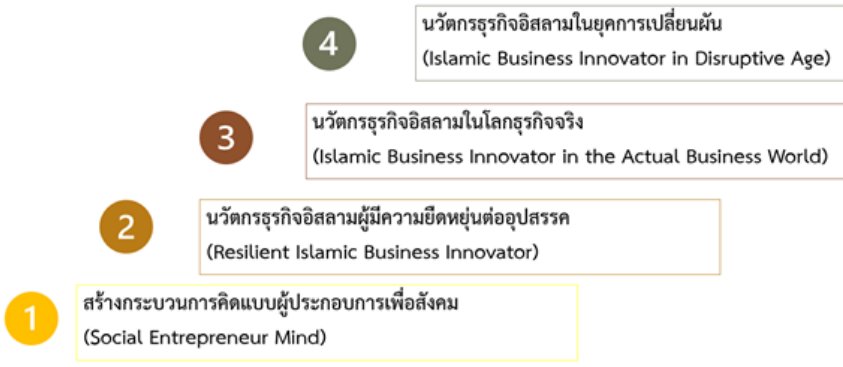 4
นวัตกรธุรกิจอิสลามในยุคการเปลี่ยนผัน
(Islamic Business Innovator in Disruptive Age)
3
นวัตกรธุรกิจอิสลามในโลกธุรกิจจริง
(Islamic Business Innovator in the Actual Business World)
2
นวัตกรธุรกิจอิสลามผู้มีความยืดหยุ่นต่ออุปสรรค
(Resilient Islamic Business Innovator)
1
สร้างกระบวนการคิดแบบผู้ประกอบการเพื่อสังคม
(Social Entrepreneur Mind)